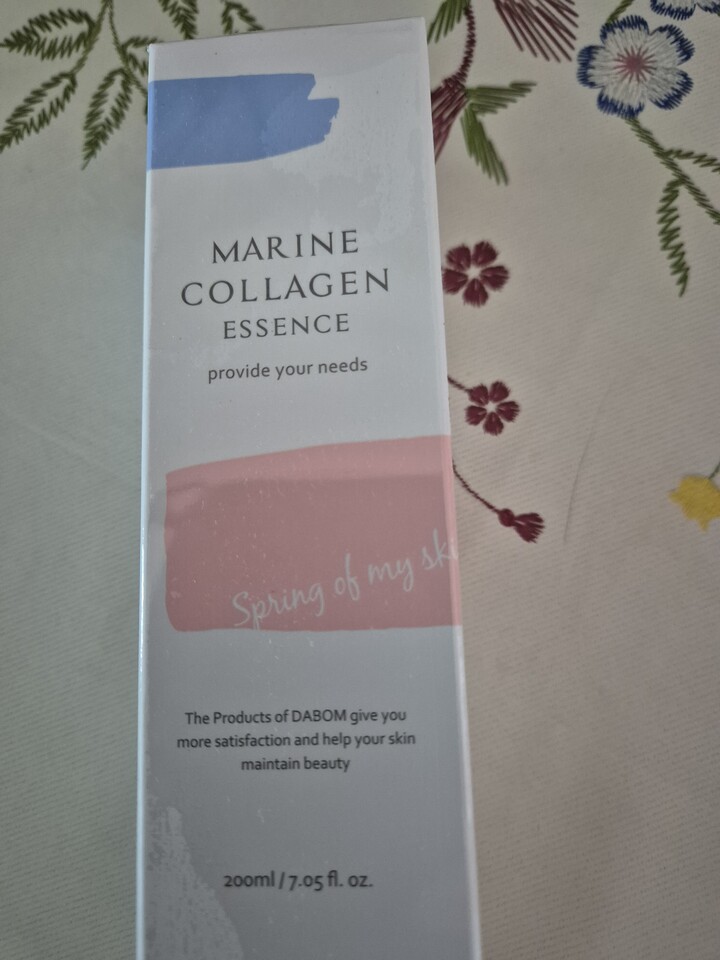 MARINE
COLLAGEN
ESSENCE
provide your needs
Spring of my
The Products of DABOM give you
more satisfaction and help your skin
maintain beauty
200ml / 7.05 fl. oz.